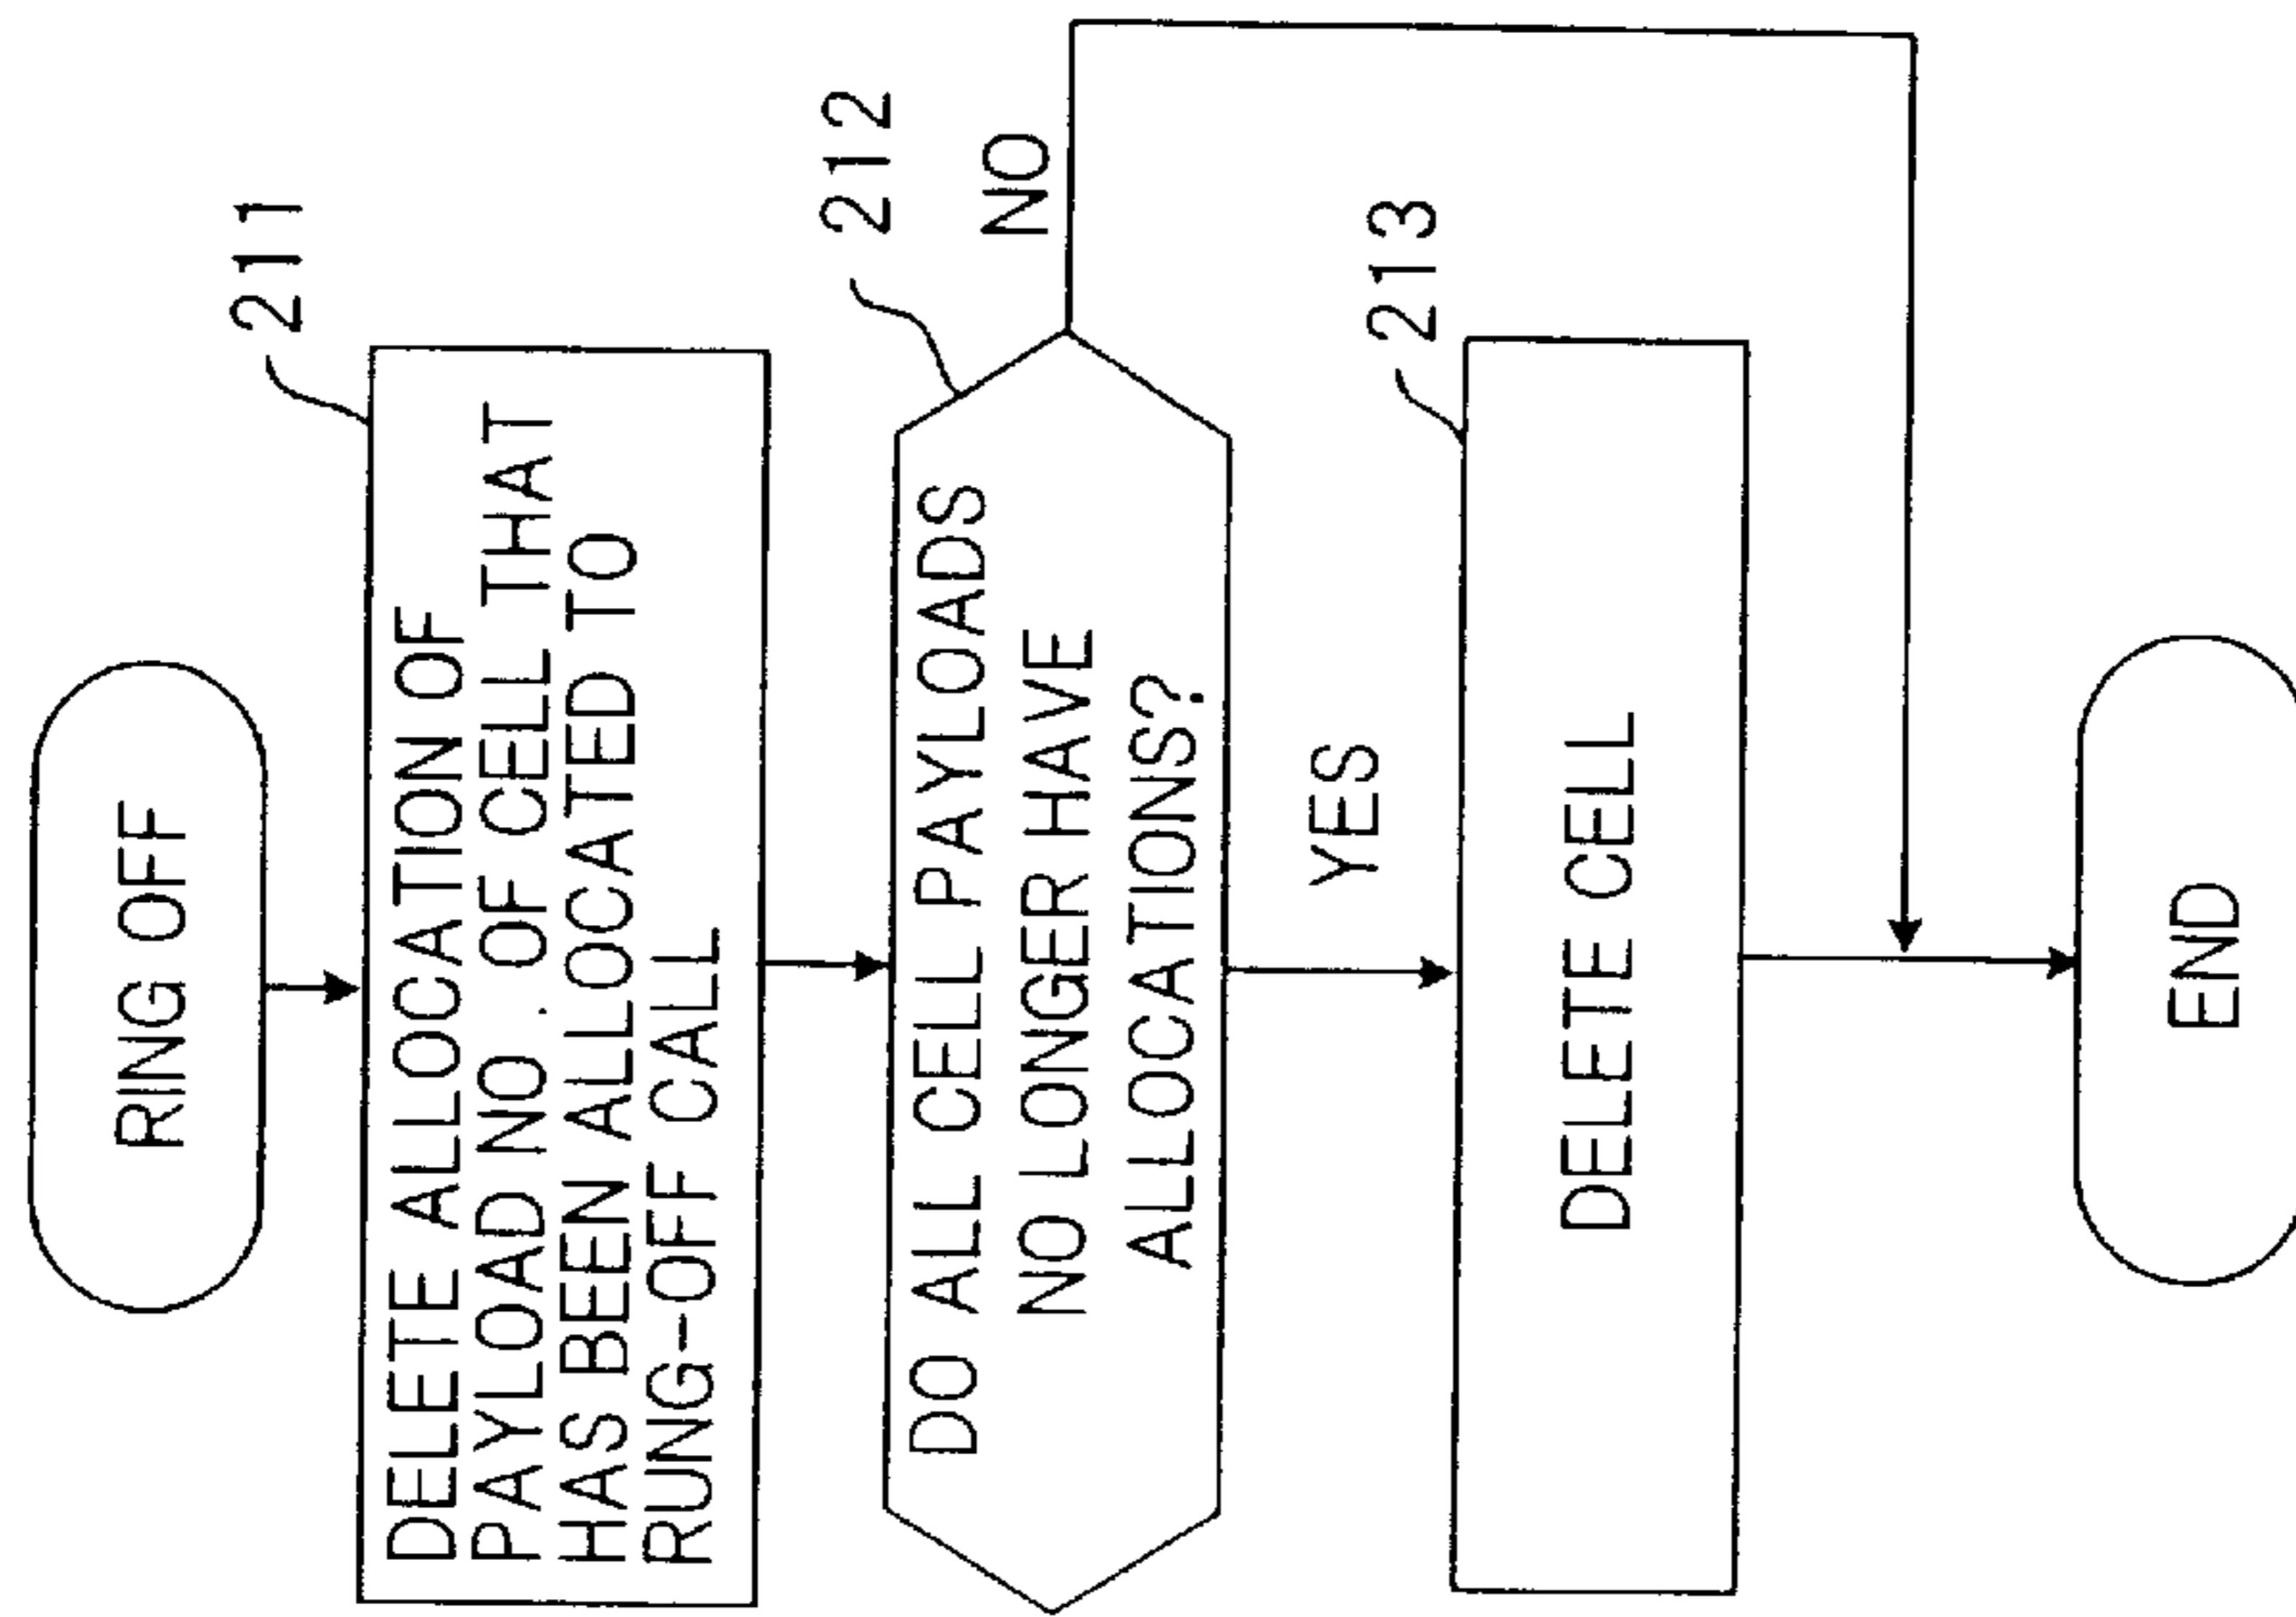 RING OFF
211
DELETE ALLOCATION OF
PAYLOAD NO. OF CELL THAT
HAS BEEN ALLOCATED TO
RUNG-OFF CALL
212
DO ALL CELL PAYLOADS
NO LONGER HAVE
ALLOCATIONS?
NO
YES
213
DELETE CELL
END